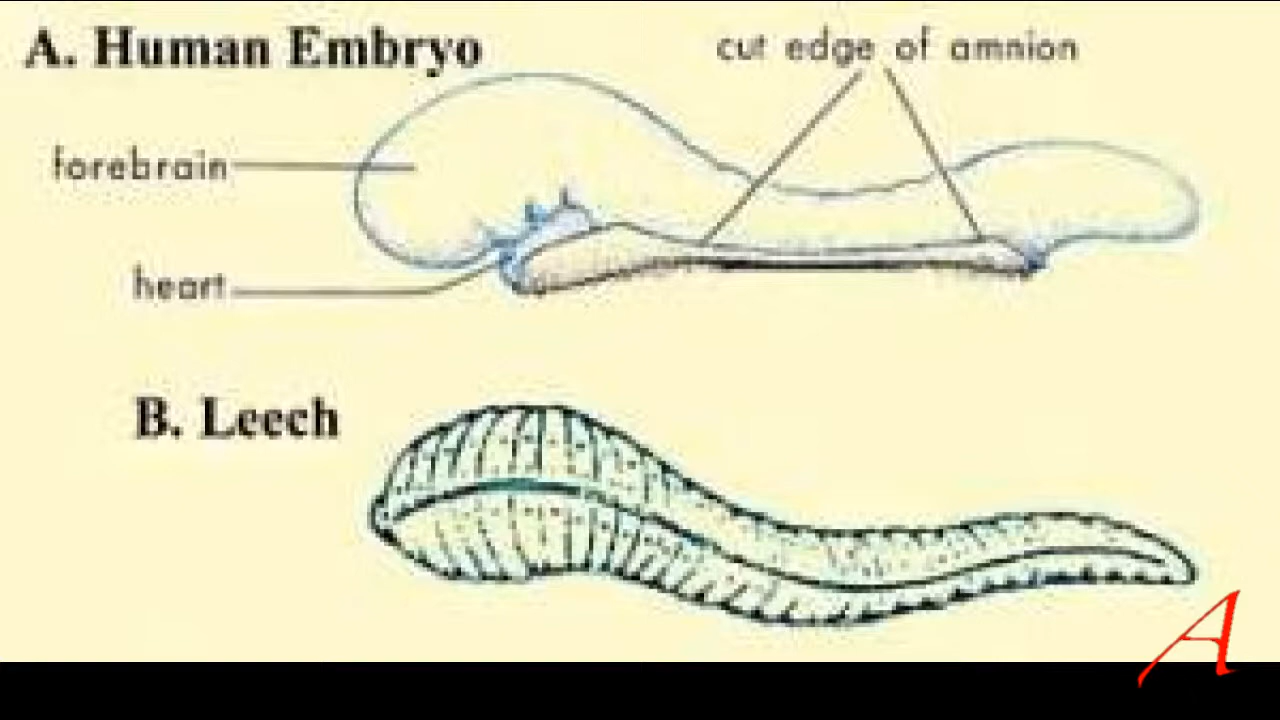 A. Human Embryo
cut edge of amnion
forebrain
heart
B. Leech
A